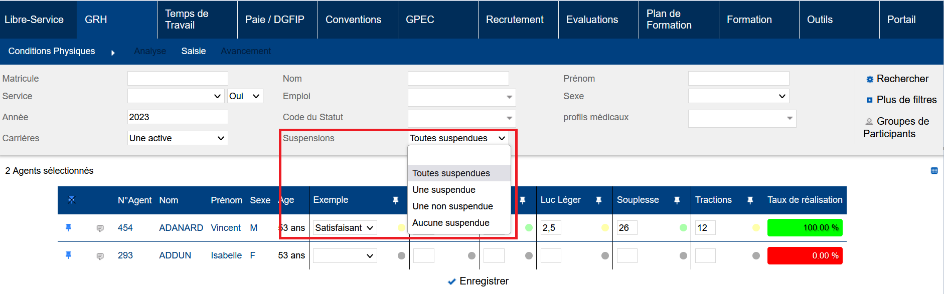 Libre-Service GRH Temps de Travail Paie / DGFIP Conventions GPEC Recrutement Evaluations Plan de Formation Formation Outils Portail
Conditions Physiques Analyse Saisie Avancement
Matricule Nom Prénom Rechercher
Service Oui Emploi Sexe Plus de filtres
Année 2023 Code du Statut profils médicaux Groupes de Participants
Carrières Une active Suspensions Toutes suspendues
Toutes suspendues
Une suspendue
Une non suspendue
Aucune suspendue
2 Agents sélectionnés
N°Agent Nom Prénom Sexe Age Exemple Luc Léger Souplesse Tractions Taux de réalisation
454 ADANARD Vincent M 53 ans Satisfaisant 2,5 26 12 100.00 %
293 ADDUN Isabelle F 53 ans 0.00 %
Enregistrer